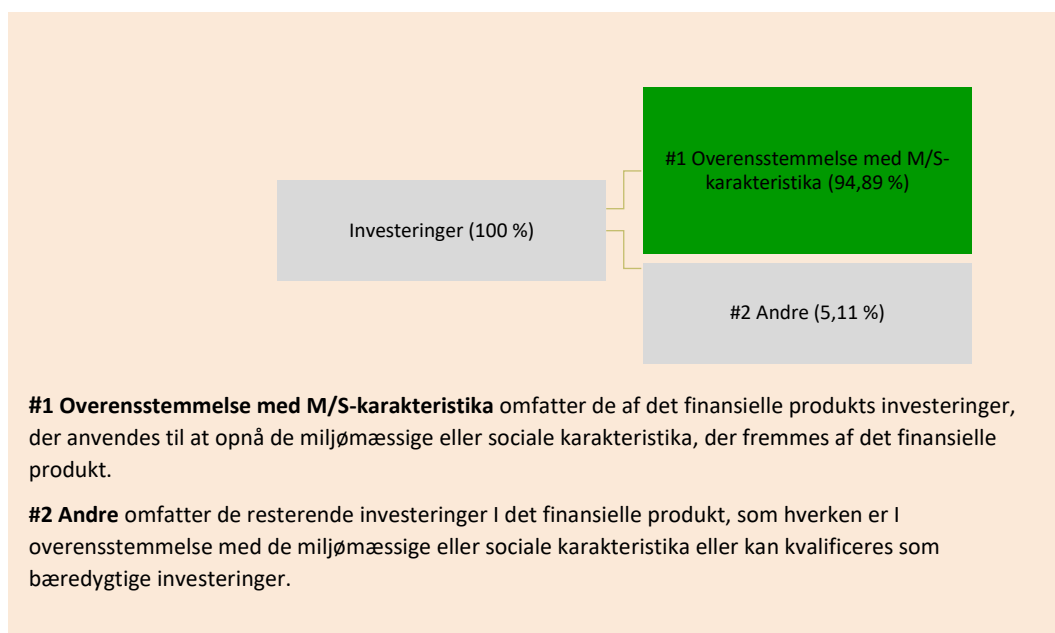 #1 Overensstemmelse med M/S-
karakteristika (94,89 %)
Investeringer (100 %)
#2 Andre (5,11 %)
#1 Overensstemmelse med M/S-karakteristika omfatter de af det finansielle produkts investeringer,
der anvendes til at opnå de miljømæssige eller sociale karakteristika, der fremmes af det finansielle
produkt.
#2 Andre omfatter de resterende investeringer I det finansielle produkt, som hverken er I
overensstemmelse med de miljømæssige eller sociale karakteristika eller kan kvalificeres som
bæredygtige investeringer.